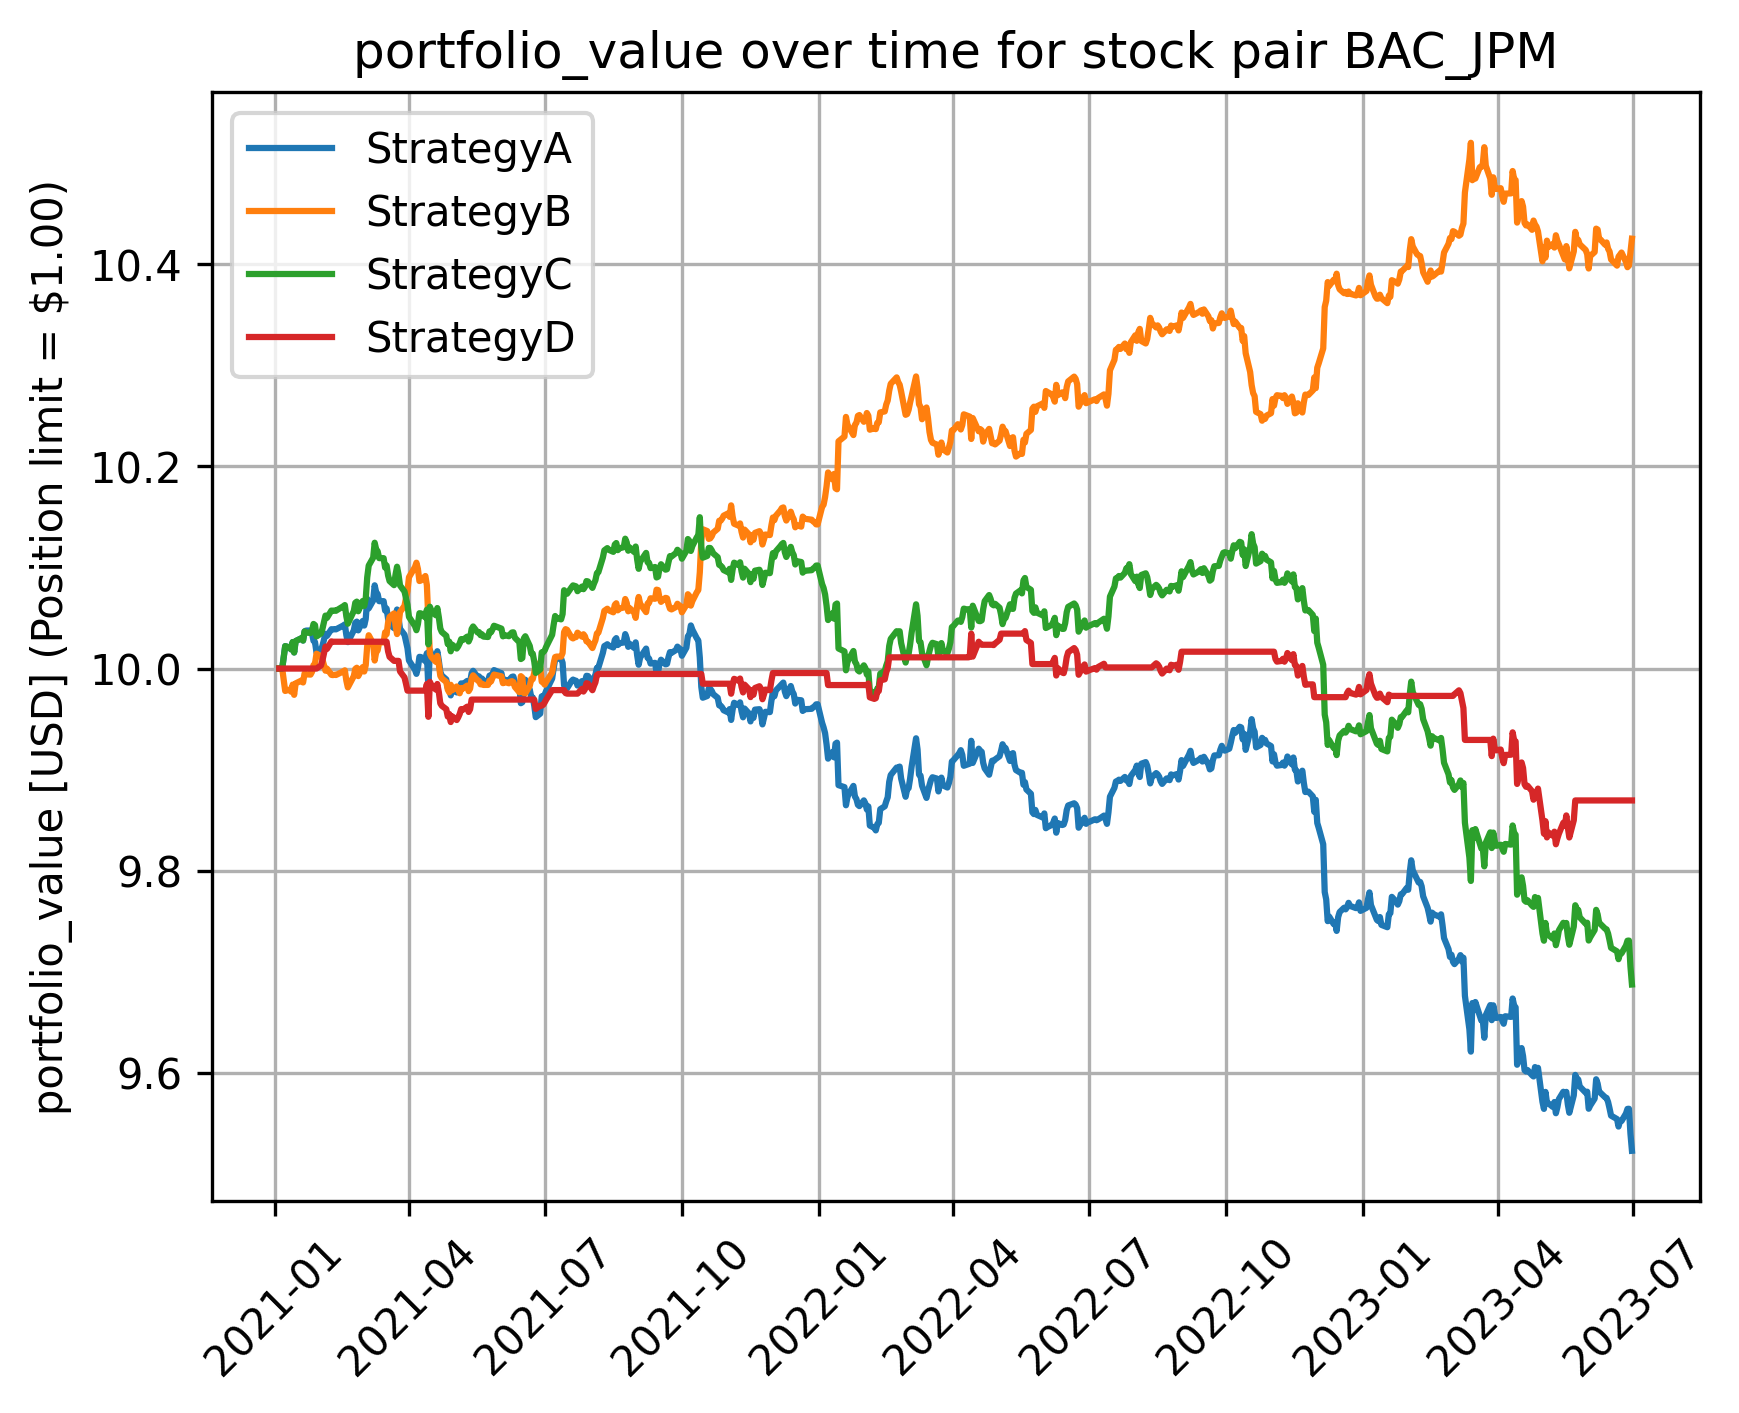 portfolio_value over time for stock pair BAC_JPM
StrategyA
StrategyB
StrategyC
StrategyD
portfolio_value [USD] (Position limit = $1.00)
10.4
10.2
10.0
9.8
9.6
2021-01
2021-04
2021-07
2021-10
2022-01
2022-04
2022-07
2022-10
2023-01
2023-04
2023-07